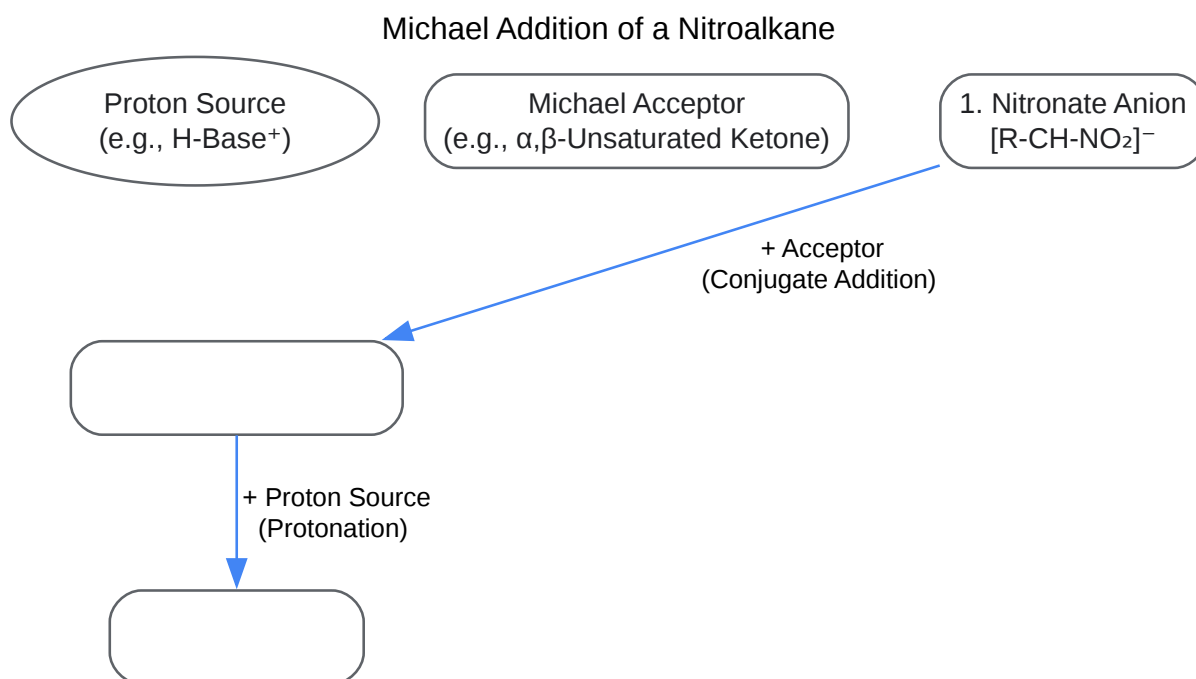 Michael Addition of a Nitroalkane
Proton Source
(e.g., H-Base⁺)
Michael Acceptor
(e.g., α,β-Unsaturated Ketone)
1. Nitronate Anion
[R-CH-NO₂]⁻
+ Acceptor
(Conjugate Addition)
+ Proton Source
(Protonation)